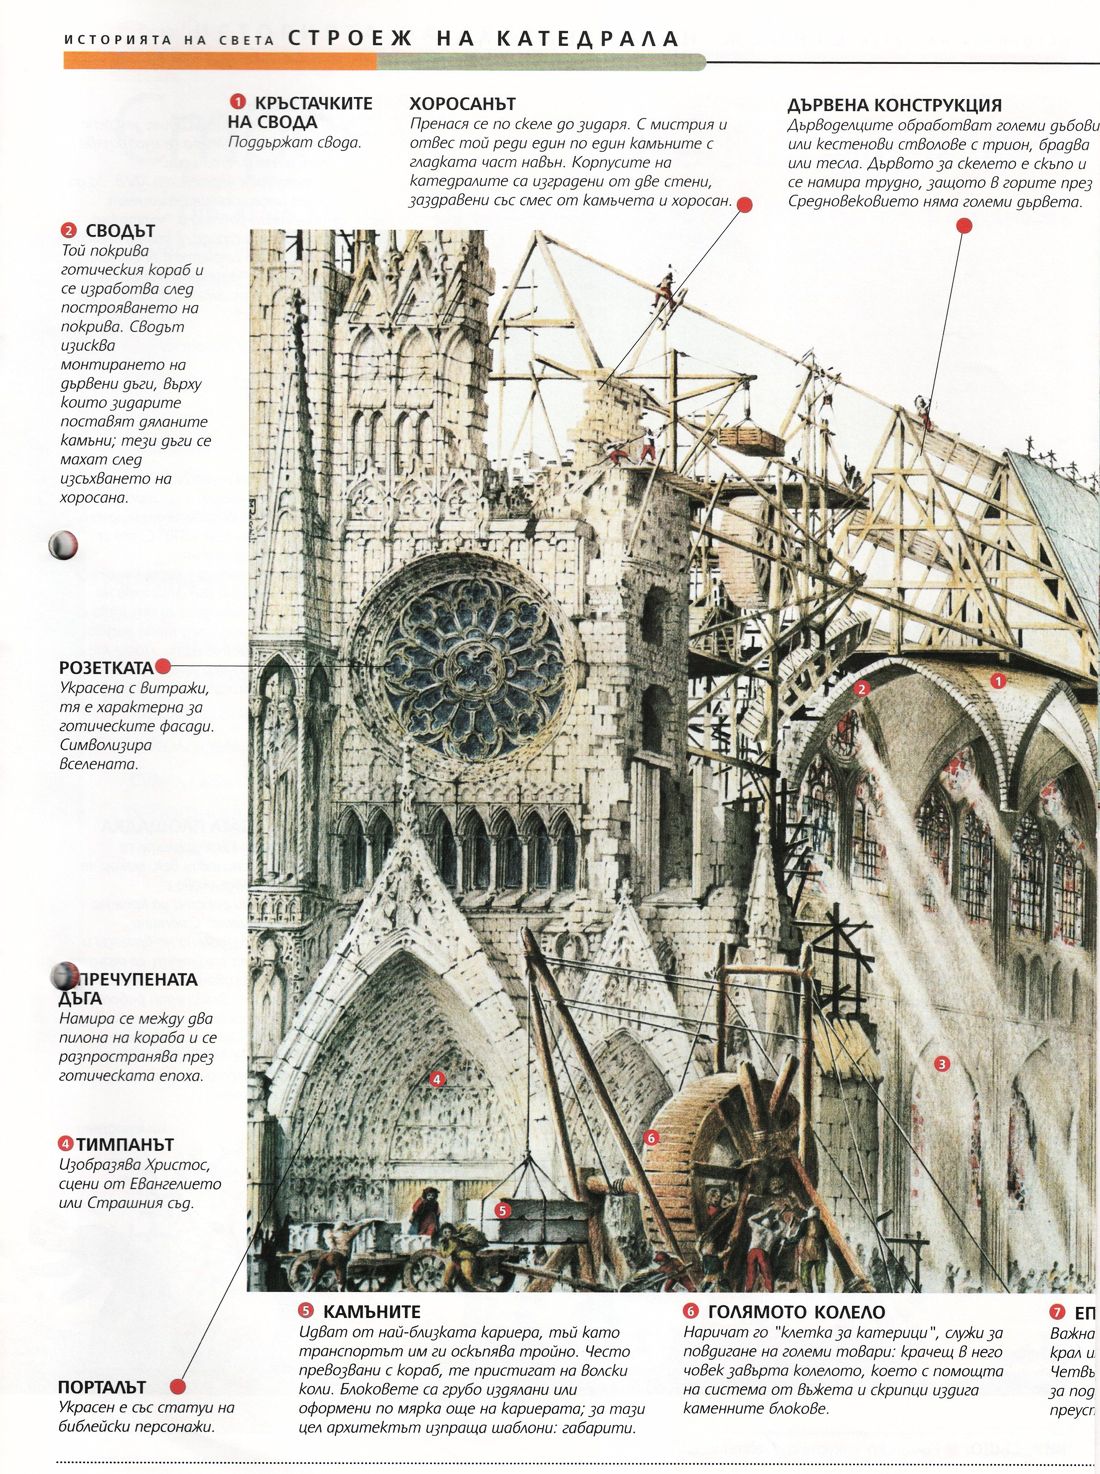 ИСТОРИЯТА НА СВЕТА СТРОЕЖ НА КАТЕДРАЛА
1 КРЪСТАЧКИТЕ
НА СВОДА
Поддържат свода.
ХОРОСАНЪТ
Пренася се по скеле до зидаря. С мистрия и
отвес той реди един по един камъните с
гладката част навън. Корпусите на
катедралите са изградени от две стени,
заздравени със смес от камъчета и хоросан.
ДЪРВЕНА КОНСТРУКЦИЯ
Дърводелците обработват големи дъбови
или кестенови стволове с трион, брадва
или тесла. Дървото за скелето е скъпо и
се намира трудно, защото в горите през
Средновековието няма големи дървета.
2 СВОДЪТ
Той покрива
готическия кораб и
се изработва след
построяването на
покрива. Сводът
изисква
монтирането на
дървени дъги, върху
които зидарите
поставят дяланите
камъни; тези дъги се
махат след
изсъхването на
хоросана.
РОЗЕТКАТА
Украсена с витражи,
тя е характерна за
готическите фасади.
Символизира
Вселената.
ПРЕЧУПЕНАТА
ДЪГА
Намира се между два
пилона на кораба и се
разпространява през
готическата епоха.
4 ТИМПАНЪТ
Изобразява Христос,
сцени от Евангелието
или Страшния съд.
ПОРТАЛЪТ
Украсен е със статуи на
библейски персонажи.
2
1
3
4
6
5
5 КАМЪНИТЕ
Идват от най-близката кариера, тъй като
транспортът им ги оскъпява тройно. Често
превозвани с кораб, те пристигат на волски
коли. Блоковете са грубо издялани или
оформени по мярка още на кариерата; за тази
цел архитектът изпраща шаблони: габарити.
6 ГОЛЯМОТО КОЛЕЛО
Наричат го "клетка за катерици", служи за
повдигане на големи товари: крачещ в него
човек завърта колелото, което с помощта
на система от въжета и скрипци издига
каменните блокове.
7 ЕП
Важна
крал и
Четвъ
за под
преуст